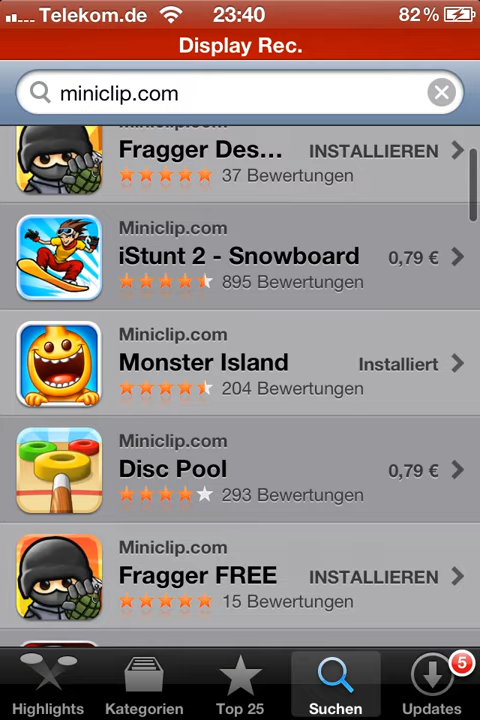 Telekom.de 23:40 82%
Display Rec.
miniclip.com
Miniclip.com
Fragger Des... INSTALLIEREN
37 Bewertungen
Miniclip.com
iStunt 2 - Snowboard 0,79 €
895 Bewertungen
Miniclip.com
Monster Island Installiert
204 Bewertungen
Miniclip.com
Disc Pool 0,79 €
293 Bewertungen
Miniclip.com
Fragger FREE INSTALLIEREN
15 Bewertungen
5
Highlights Kategorien Top 25 Suchen Updates